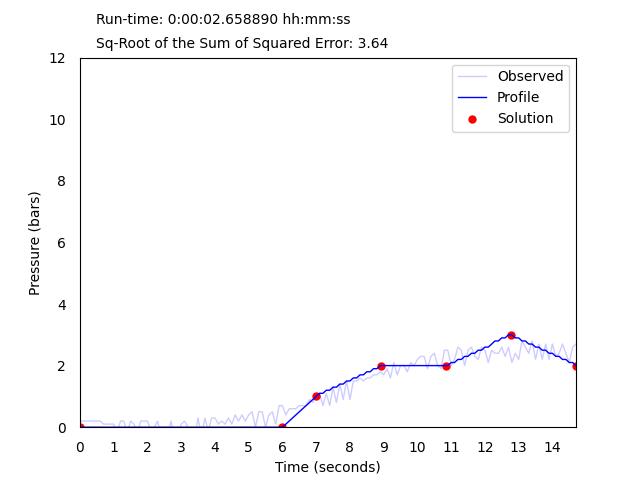 Run-time: 0:00:02.658890 hh:mm:ss
Sq-Root of the Sum of Squared Error: 3.64
Observed
Profile
Solution
12
10
8
6
4
2
0
Pressure (bars)
0 1 2 3 4 5 6 7 8 9 10 11 12 13 14
Time (seconds)